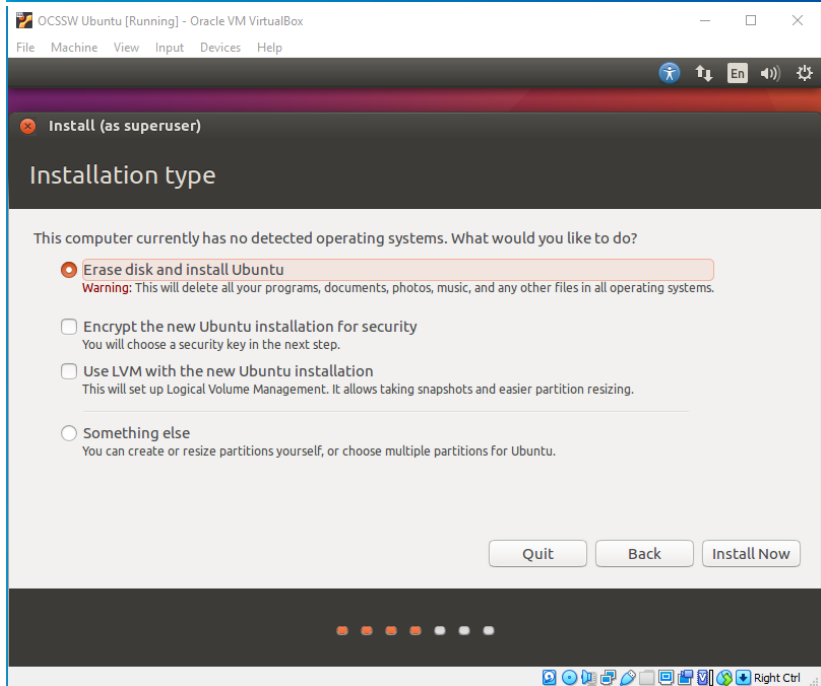 OCSSW Ubuntu [Running] - Oracle VM VirtualBox
File Machine View Input Devices Help
En
Install (as superuser)
Installation type
This computer currently has no detected operating systems. What would you like to do?
Erase disk and install Ubuntu
Warning: This will delete all your programs, documents, photos, music, and any other files in all operating systems.
Encrypt the new Ubuntu installation for security
You will choose a security key in the next step.
Use LVM with the new Ubuntu installation
This will set up Logical Volume Management. It allows taking snapshots and easier partition resizing.
Something else
You can create or resize partitions yourself, or choose multiple partitions for Ubuntu.
Quit Back Install Now
Right Ctrl